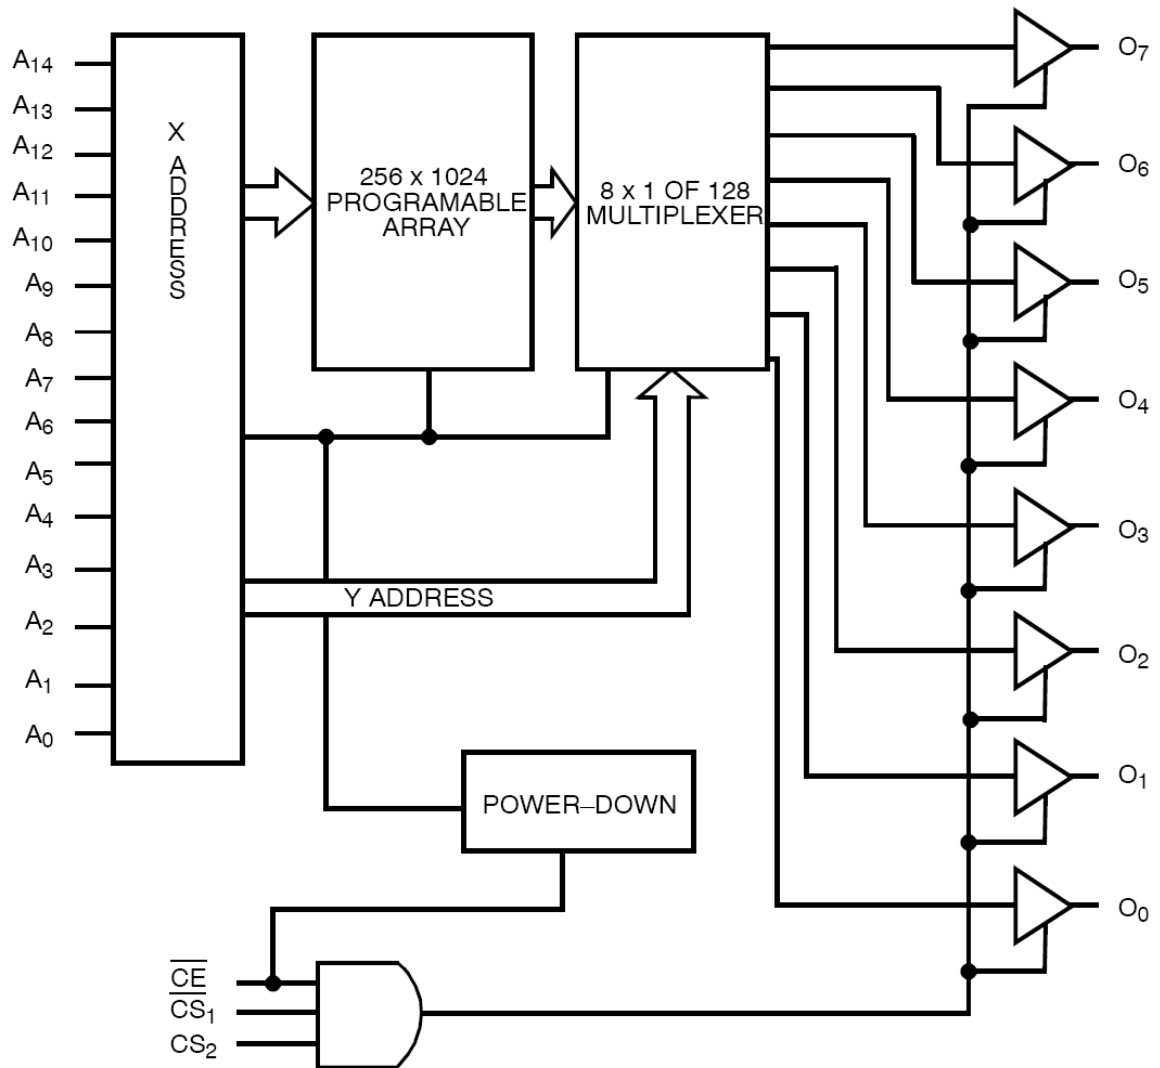 A14
A13
A12
A11
A10
A9
A8
A7
A6
A5
A4
A3
A2
A1
A0
X ADDRESS
256 x 1024
PROGRAMABLE
ARRAY
8 x 1 OF 128
MULTIPLEXER
Y ADDRESS
POWER–DOWN
CE
CS1
CS2
O7
O6
O5
O4
O3
O2
O1
O0